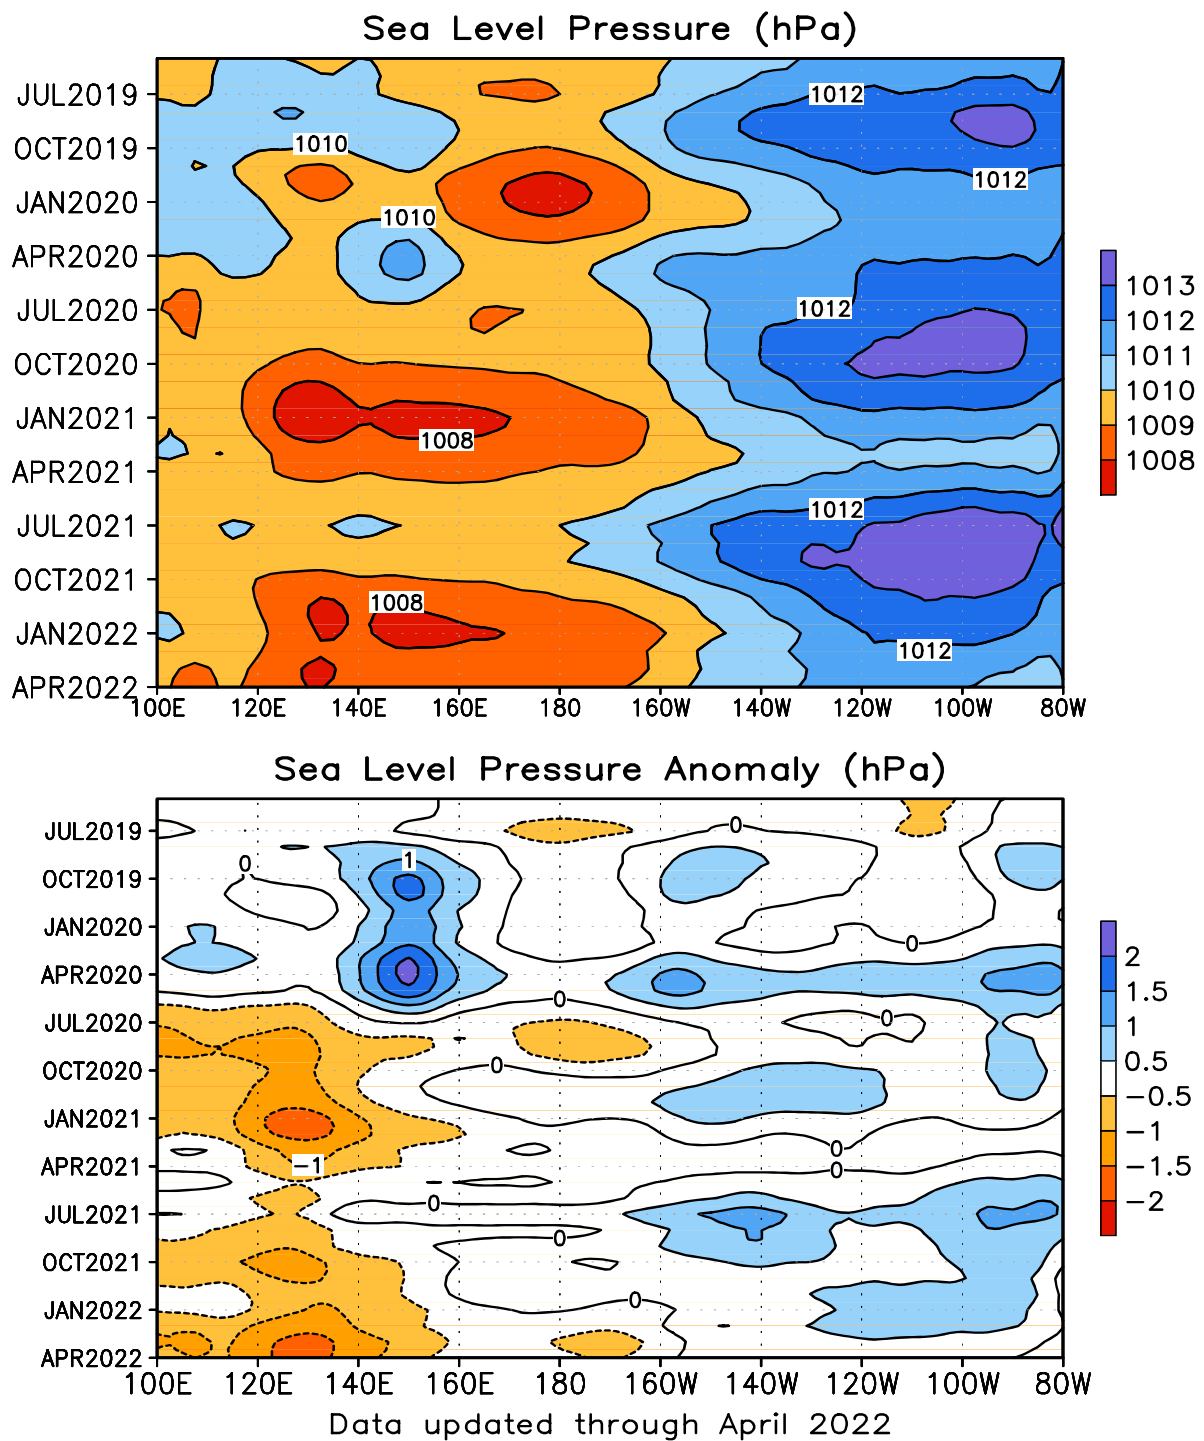 Sea Level Pressure (hPa)
JUL2019
OCT2019
JAN2020
APR2020
JUL2020
OCT2020
JAN2021
APR2021
JUL2021
OCT2021
JAN2022
APR2022
1012
1010
1012
1010
1012
1008
1012
1008
1012
100E 120E 140E 160E 180 160W 140W 120W 100W 80W
1013
1012
1011
1010
1009
1008
Sea Level Pressure Anomaly (hPa)
JUL2019
OCT2019
JAN2020
APR2020
JUL2020
OCT2020
JAN2021
APR2021
JUL2021
OCT2021
JAN2022
APR2022
0
1
0
0
0
0
0
0
-1
0
0
0
0
100E 120E 140E 160E 180 160W 140W 120W 100W 80W
2
1.5
1
0.5
-0.5
-1
-1.5
-2
Data updated through April 2022